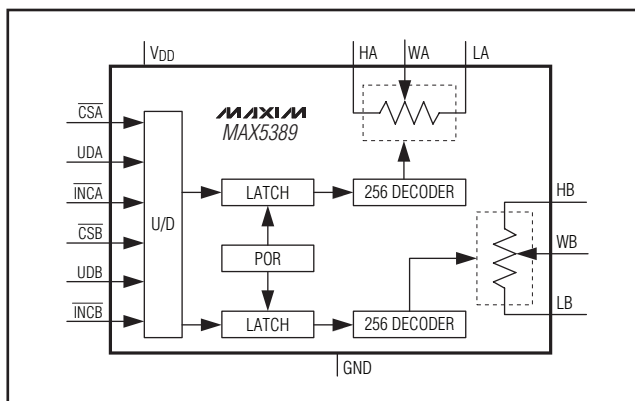 VDD
HA
WA
LA
CSA
UDA
INCA
CSB
UDB
INCB
U/D
MAXIM
MAX5389
LATCH
256 DECODER
POR
LATCH
256 DECODER
HB
WB
LB
GND